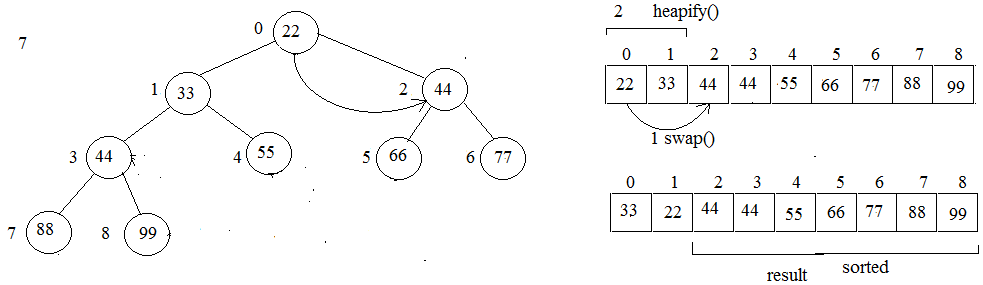 7
0 22
1 33
2 44
3 44
4 55
5 66
6 77
7 88
8 99
2 heapify()
0 1 2 3 4 5 6 7 8
22 33 44 44 55 66 77 88 99
1 swap()
0 1 2 3 4 5 6 7 8
33 22 44 44 55 66 77 88 99
result sorted